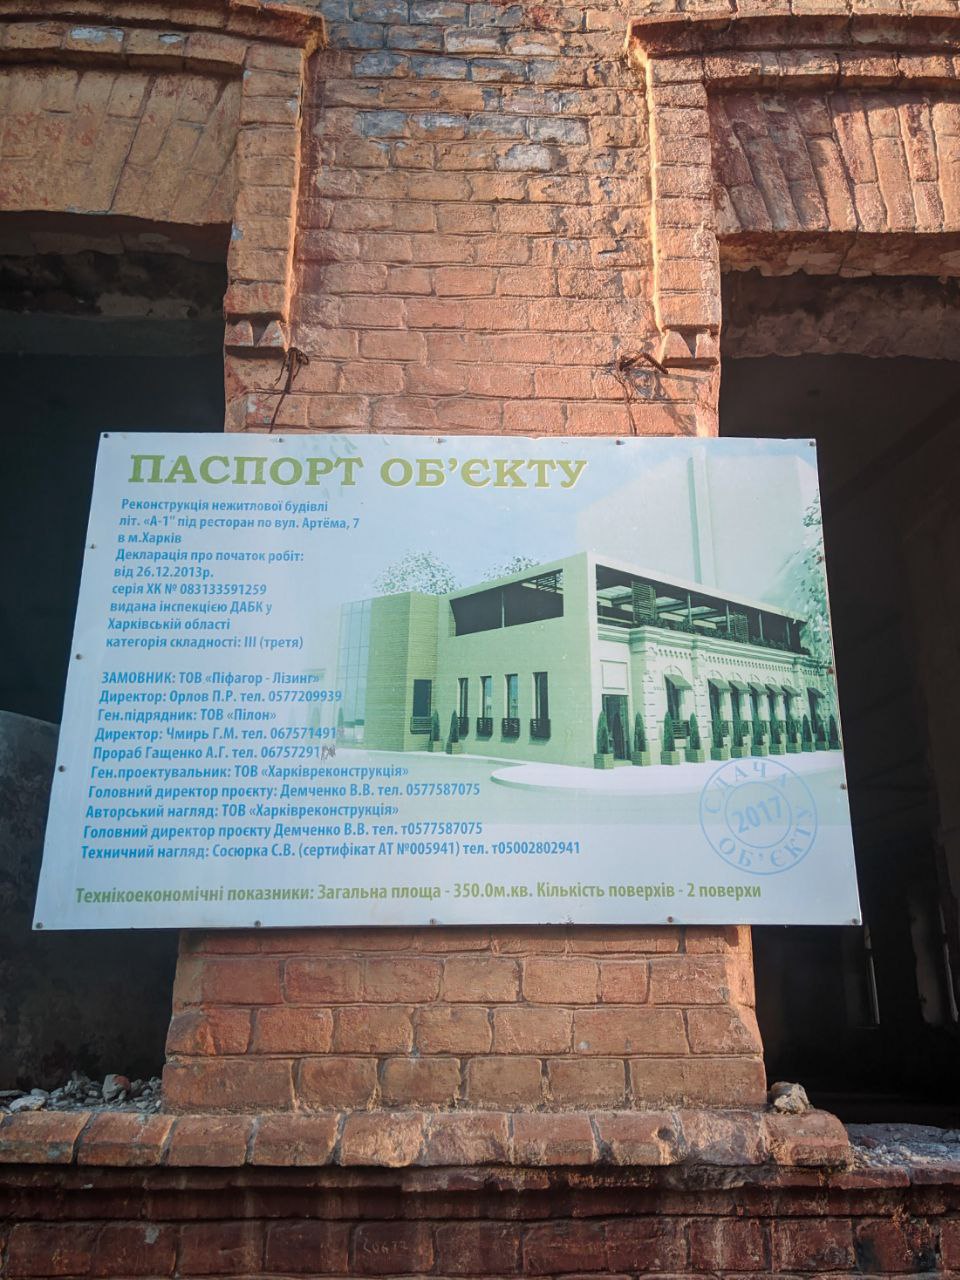 ПАСПОРТ ОБ’ЄКТУ
Реконструкція нежитлової будівлі
літ. «А-1" під ресторан по вул. Артёма, 7
в м.Харків
Декларація про початок робіт:
від 26.12.2013р.
серія ХК № 083133591259
видана інспекцією ДАБК у
Харківській області
категорія складності: III (третя)
ЗАМОВНИК: ТОВ «Піфагор - Лізинг»
Директор: Орлов П.Р. тел. 0577209939
Ген.підрядник: ТОВ «Пілон»
Директор: Чмирь Г.М. тел. 067571491
Прораб Гащенко А.Г. тел.
Ген.проектувальник: ТОВ «Харківреконструкція»
Головний директор проєкту: Демченко В.В. тел. 0577587075
Авторський нагляд: ТОВ «Харківреконструкція»
Головний директор проєкту Демченко В.В. тел. т0577587075
Техничний нагляд: Сосюрка С.В. (сертифікат АТ №005941) тел. т05002802941
СДАЧА
2017
ОБ’ЄКТУ
Технікоекономічні показники: Загальна площа - 350.0м.кв. Кількість поверхів - 2 поверхи